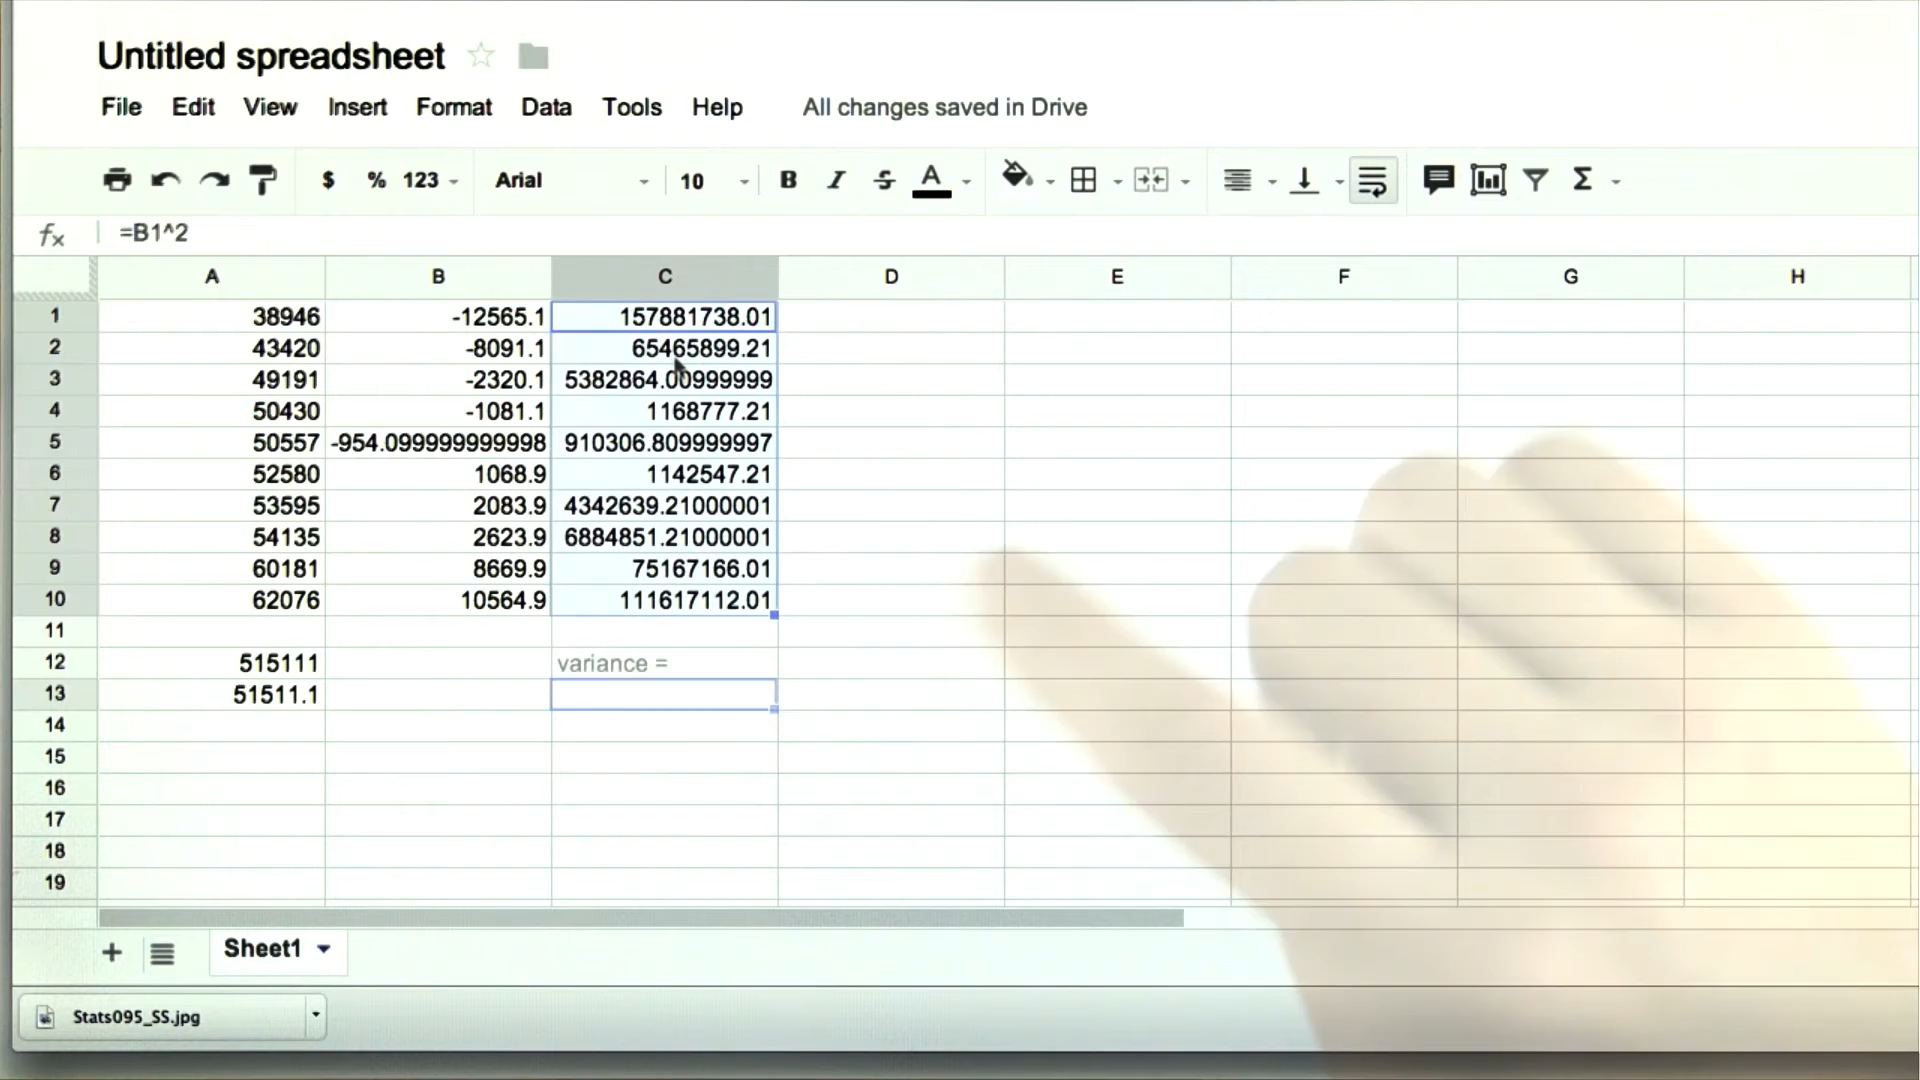 Untitled spreadsheet
File Edit View Insert Format Data Tools Help All changes saved in Drive
$ % 123 Arial 10 B I S A Σ
fx =B1^2
A B C D E F G H
1 38946 -12565.1 157881738.01
2 43420 -8091.1 65465899.21
3 49191 -2320.1 5382864.00999999
4 50430 -1081.1 1168777.21
5 50557 -954.099999999998 910306.809999997
6 52580 1068.9 1142547.21
7 53595 2083.9 4342639.21000001
8 54135 2623.9 6884851.21000001
9 60181 8669.9 75167166.01
10 62076 10564.9 111617112.01
11
12 515111 variance =
13 51511.1
14
15
16
17
18
19
+ Sheet1
Stats095_SS.jpg